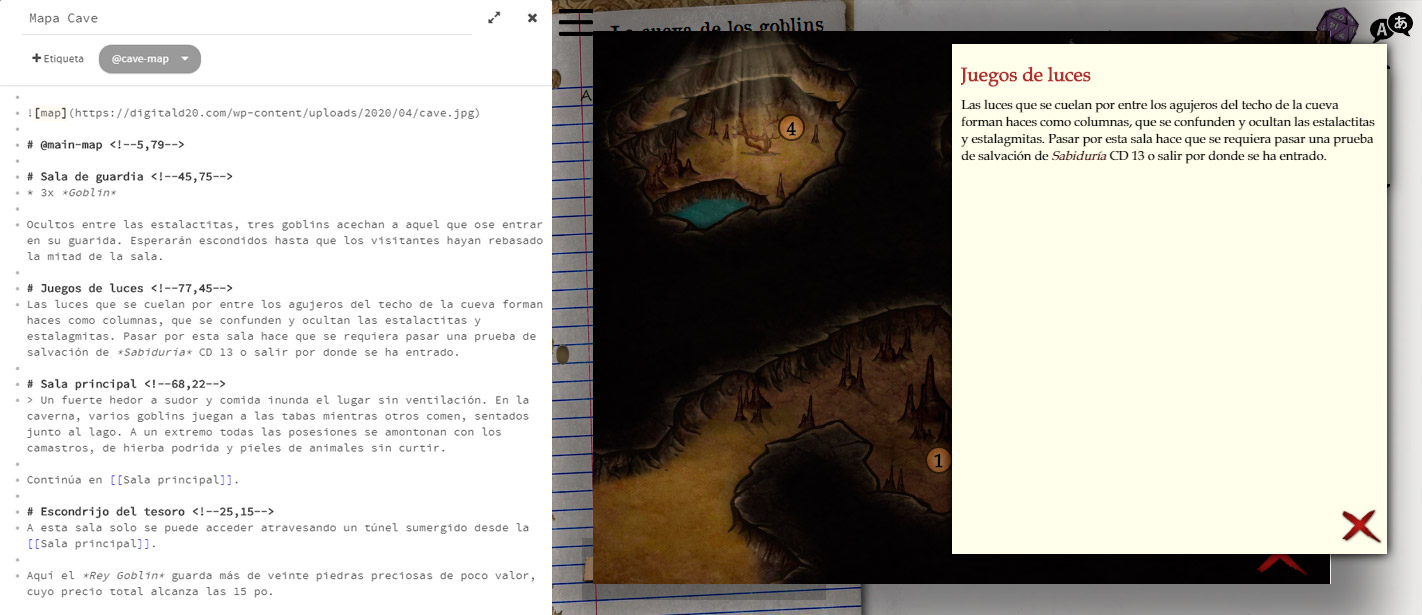 Mapa Cave
Etiqueta
@cave-map
![map](https://digitald20.com/wp-content/uploads/2020/04/cave.jpg)
# @main-map <!--5,79-->
# Sala de guardia <!--45,75-->
* 3x *Goblin*
Ocultos entre las estalactitas, tres goblins acechan a aquel que ose entrar
en su guarida. Esperarán escondidos hasta que los visitantes hayan rebasado
la mitad de la sala.
# Juegos de luces <!--77,45-->
Las luces que se cuelan por entre los agujeros del techo de la cueva forman
haces como columnas, que se confunden y ocultan las estalactitas y
estalagmitas. Pasar por esta sala hace que se requiera pasar una prueba de
salvación de *Sabiduría* CD 13 o salir por donde se ha entrado.
# Sala principal <!--68,22-->
> Un fuerte hedor a sudor y comida inunda el lugar sin ventilación. En la
caverna, varios goblins juegan a las tabas mientras otros comen, sentados
junto al lago. A un extremo todas las posesiones se amontonan con los
camastros, de hierba podrida y pieles de animales sin curtir.
Continúa en [[Sala principal]].
# Escondrijo del tesoro <!--25,15-->
A esta sala solo se puede acceder atravesando un túnel sumergido desde la
[[Sala principal]].
Aquí el *Rey Goblin* guarda más de veinte piedras preciosas de poco valor,
cuyo precio total alcanza las 15 po.
La cueva de los goblins
A
A あ
4
1
Juegos de luces
Las luces que se cuelan por entre los agujeros del techo de la cueva
forman haces como columnas, que se confunden y ocultan las estalactitas
y estalagmitas. Pasar por esta sala hace que se requiera pasar una prueba
de salvación de Sabiduría CD 13 o salir por donde se ha entrado.